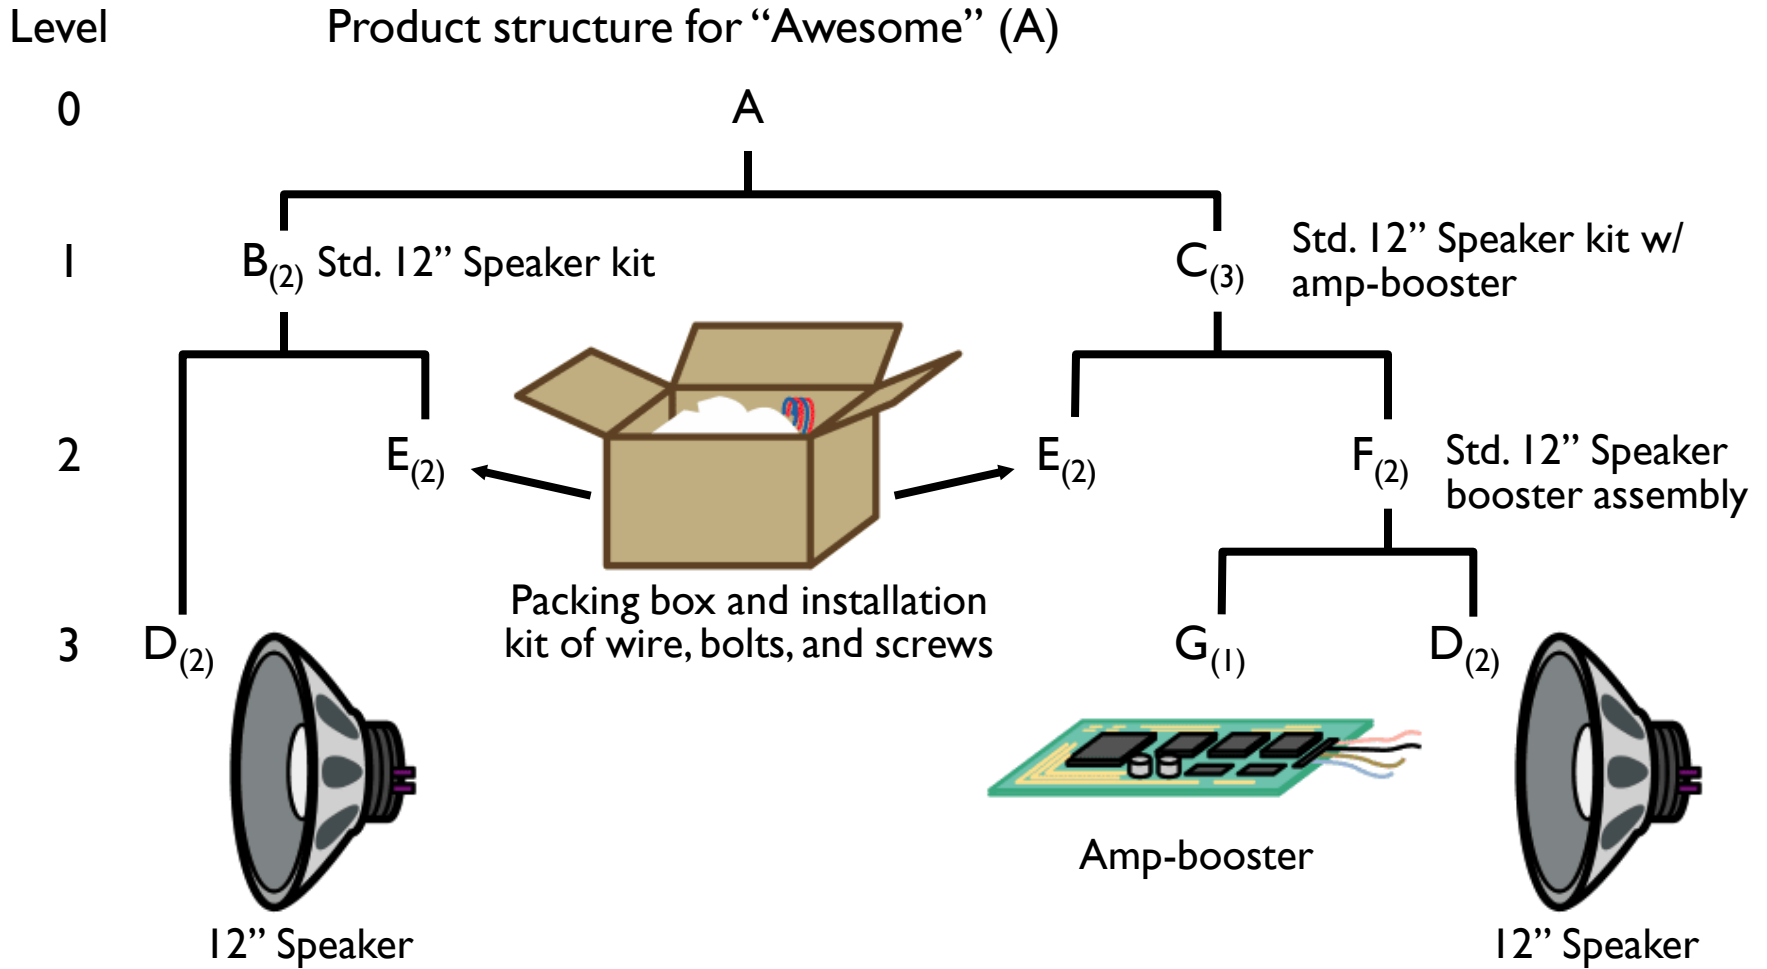 Level
Product structure for “Awesome” (A)
0
A
1
B(2)
Std. 12” Speaker kit
C(3)
Std. 12” Speaker kit w/
amp-booster
2
E(2)
E(2)
F(2)
Std. 12” Speaker
booster assembly
Packing box and installation
kit of wire, bolts, and screws
3
D(2)
G(1)
D(2)
Amp-booster
12” Speaker
12” Speaker